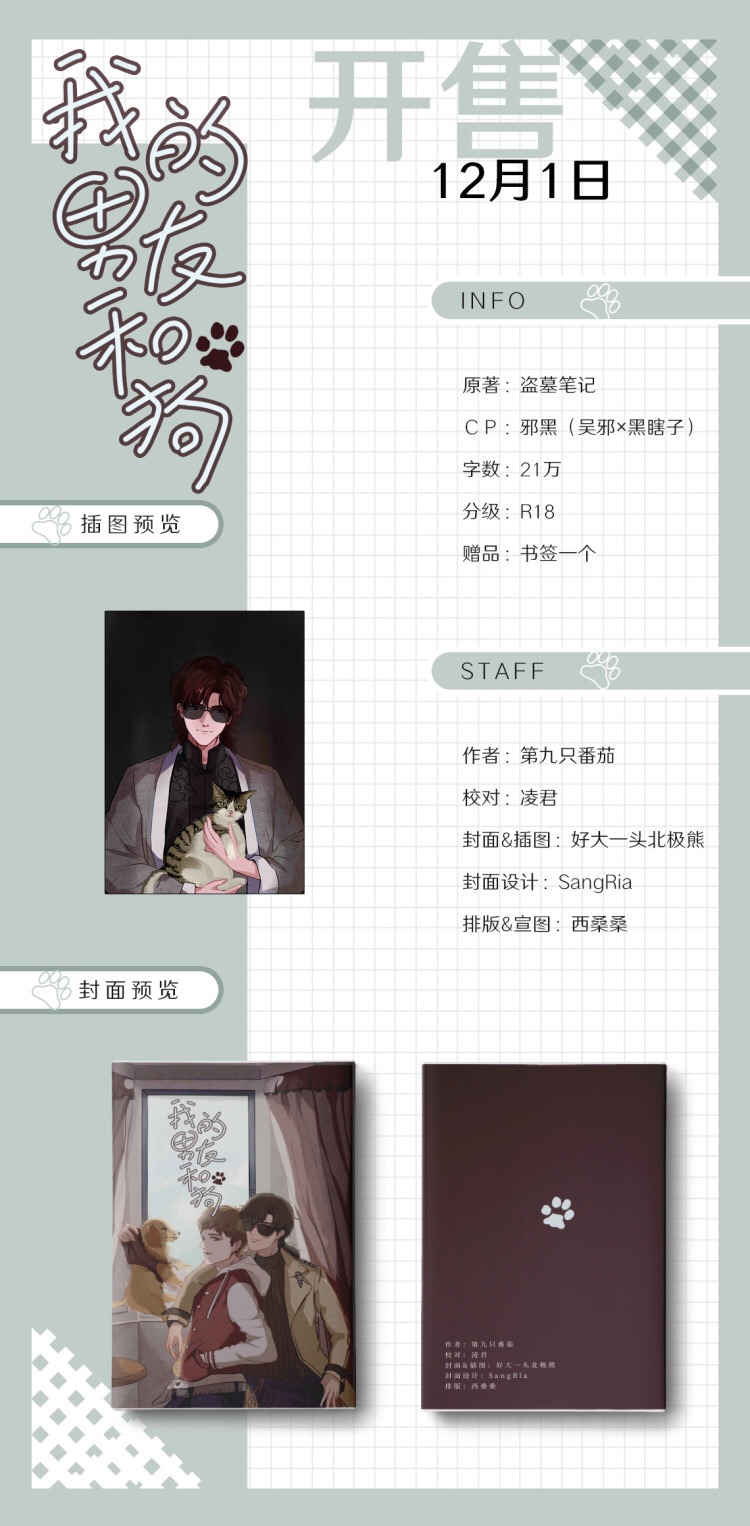 我的男友和狗
开售
12月1日
INFO
原著：盗墓笔记
CP：邪黑（吴邪×黑瞎子）
字数：21万
分级：R18
赠品：书签一个
插图预览
STAFF
作者：第九只番茄
校对：凌君
封面&插图：好大一头北极熊
封面设计：SangRia
排版&宣图：西桑桑
封面预览
我的男友和狗
作者：第九只番茄
校对：凌君
封面&插图：好大一头北极熊
封面设计：SangRia
排版：西桑桑